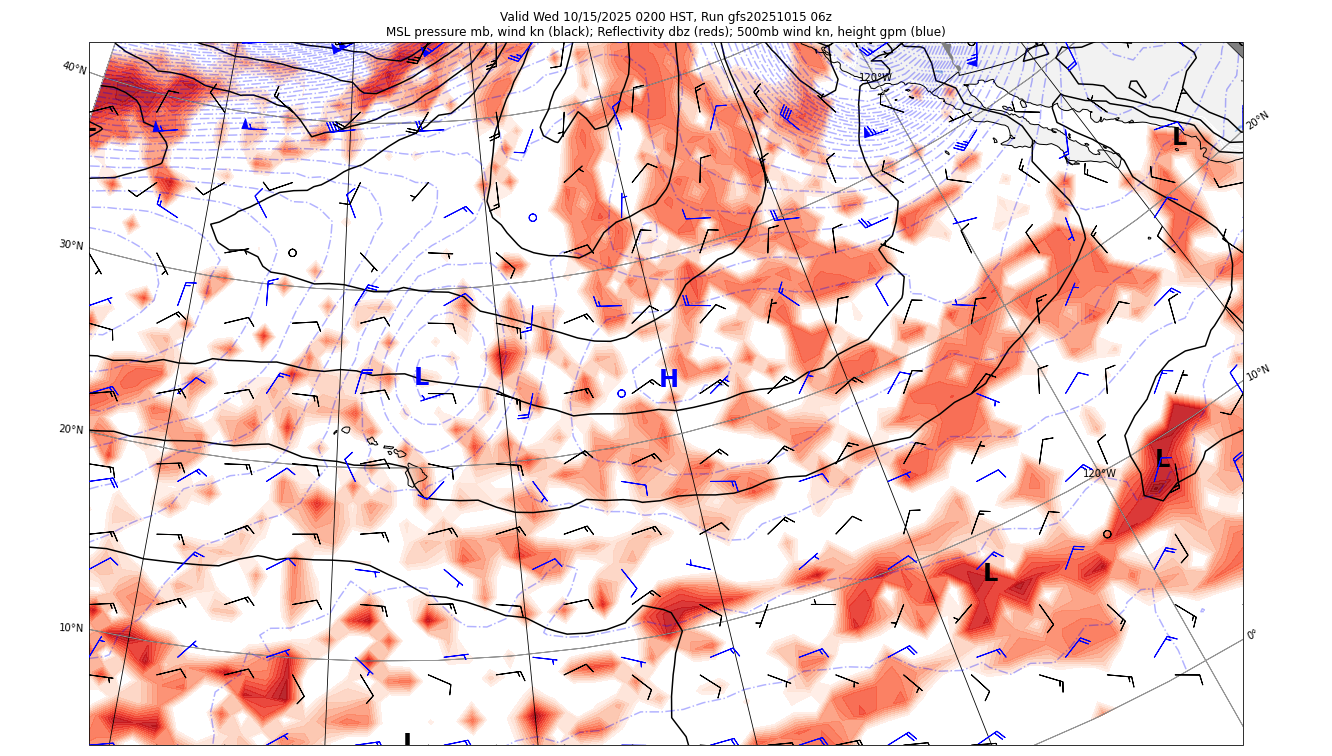 Valid Wed 10/15/2025 0200 HST, Run gfs20251015 06z
MSL pressure mb, wind kn (black); Reflectivity dbz (reds); 500mb wind kn, height gpm (blue)
40°N
120°W
20°N
L
30°N
L
H
10°N
20°N
L
120°W
L
10°N
0°
L